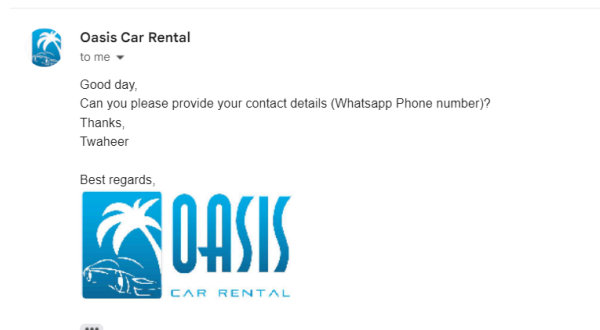 Oasis Car Rental
to me
Good day,
Can you please provide your contact details (Whatsapp Phone number)?
Thanks,
Twaheer
Best regards,
OASIS
CAR RENTAL